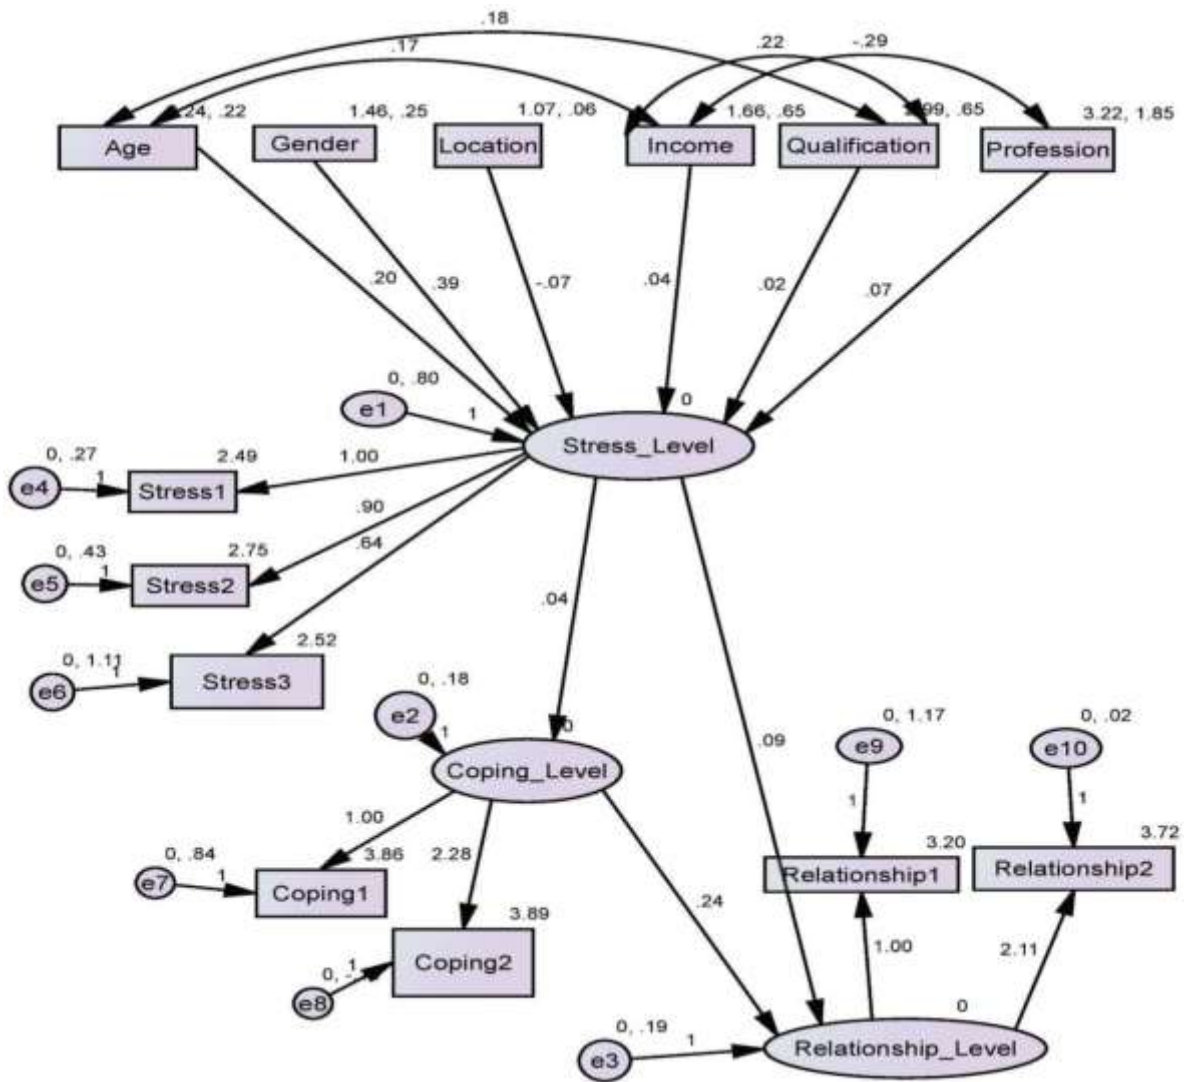 .18
.17
.22
-.29
.24, .22
1.46, .25
1.07, .06
1.66, .65
.99, .65
3.22, 1.85
Age
Gender
Location
Income
Qualification
Profession
.20
.39
-.07
.04
.02
.07
0, .80
e1
1
0
Stress_Level
0, .27
e4
1
2.49
Stress1
1.00
0, .43
e5
1
2.75
Stress2
.90
.64
0, 1.11
e6
1
2.52
Stress3
.04
.09
0, .18
e2
1
0
Coping_Level
0, 1.17
e9
1
0, .02
e10
1
1.00
2.28
0, .84
e7
1
3.86
Coping1
3.20
Relationship1
3.72
Relationship2
.24
3.89
Coping2
0, -
e8
1
1.00
2.11
0, .19
e3
1
0
Relationship_Level